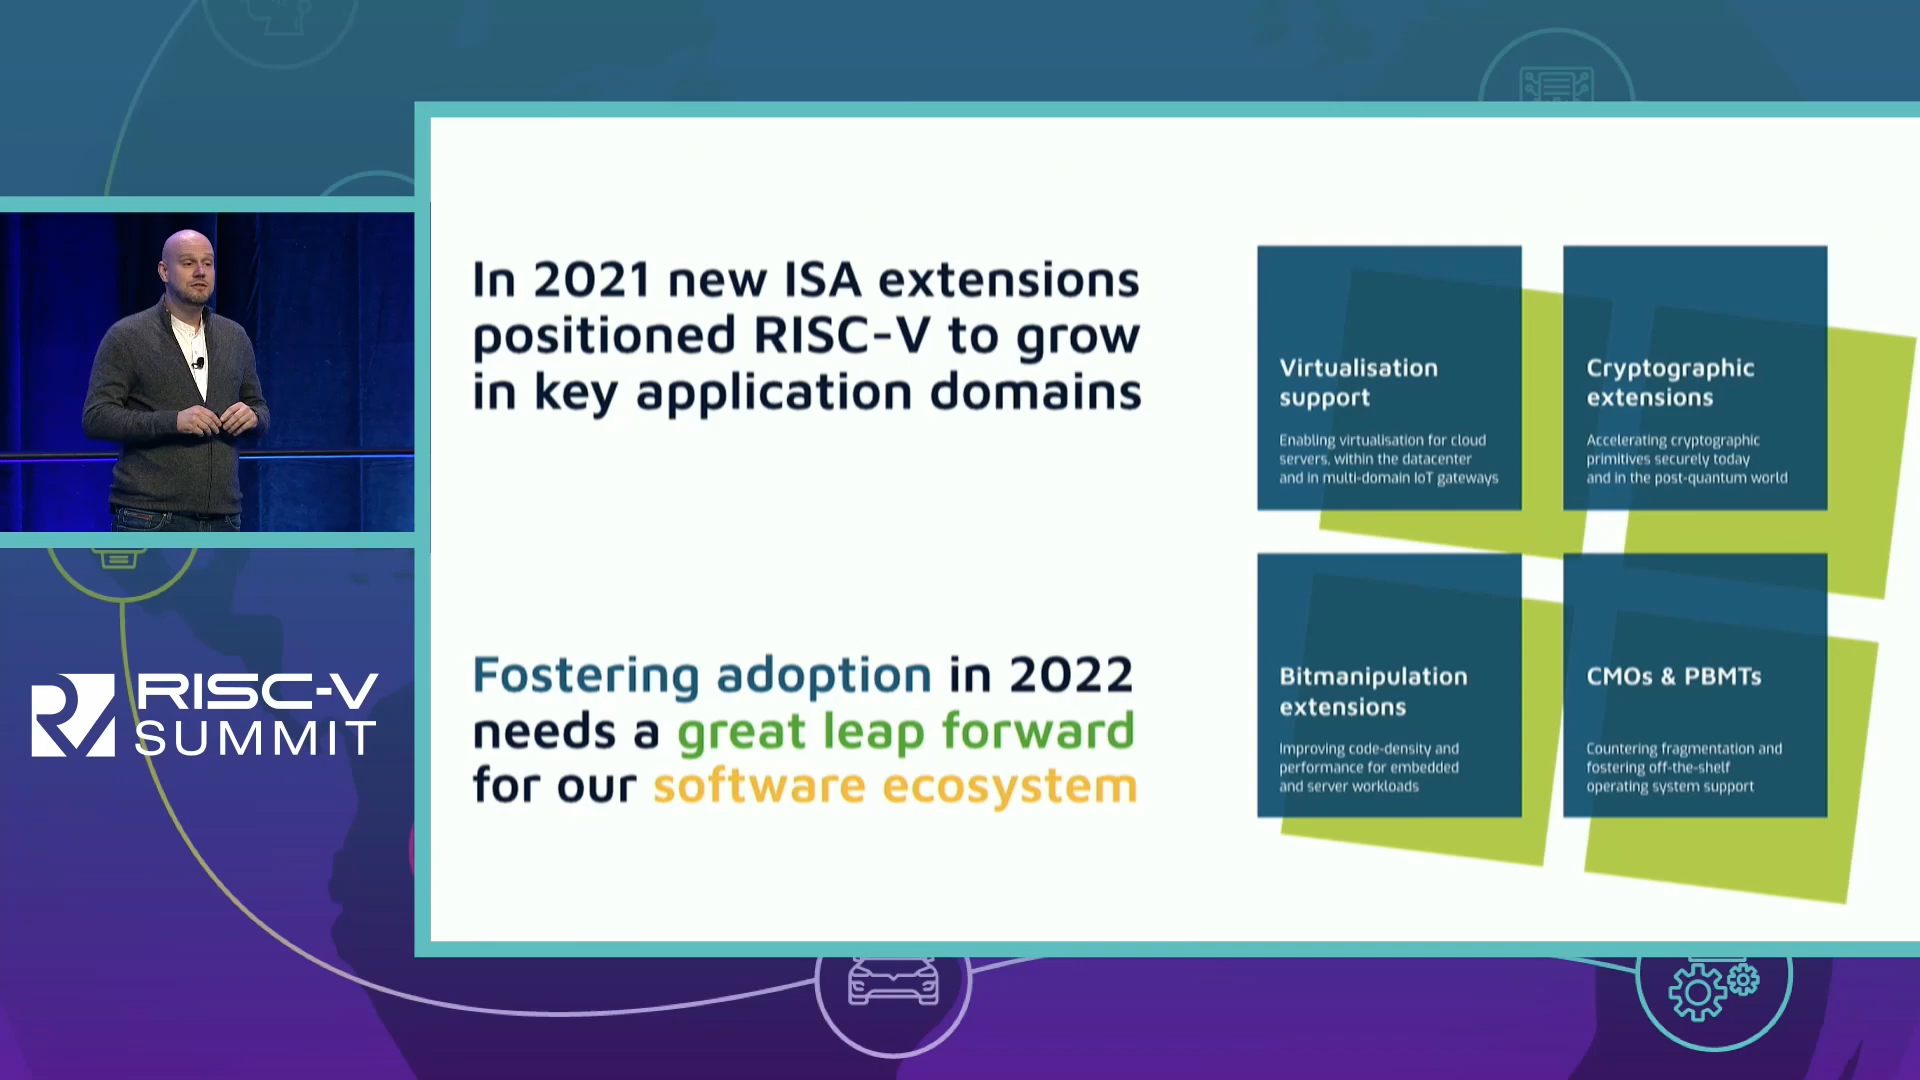 In 2021 new ISA extensions
positioned RISC-V to grow
in key application domains
Fostering adoption in 2022
needs a great leap forward
for our software ecosystem
Virtualisation
support
Enabling virtualisation for cloud
servers, within the datacenter
and in multi-domain IoT gateways
Cryptographic
extensions
Accelerating cryptographic
primitives securely today
and in the post-quantum world
Bitmanipulation
extensions
Improving code-density and
performance for embedded
and server workloads
CMOs & PBMTs
Countering fragmentation and
fostering off-the-shelf
operating system support
RISC-V
SUMMIT